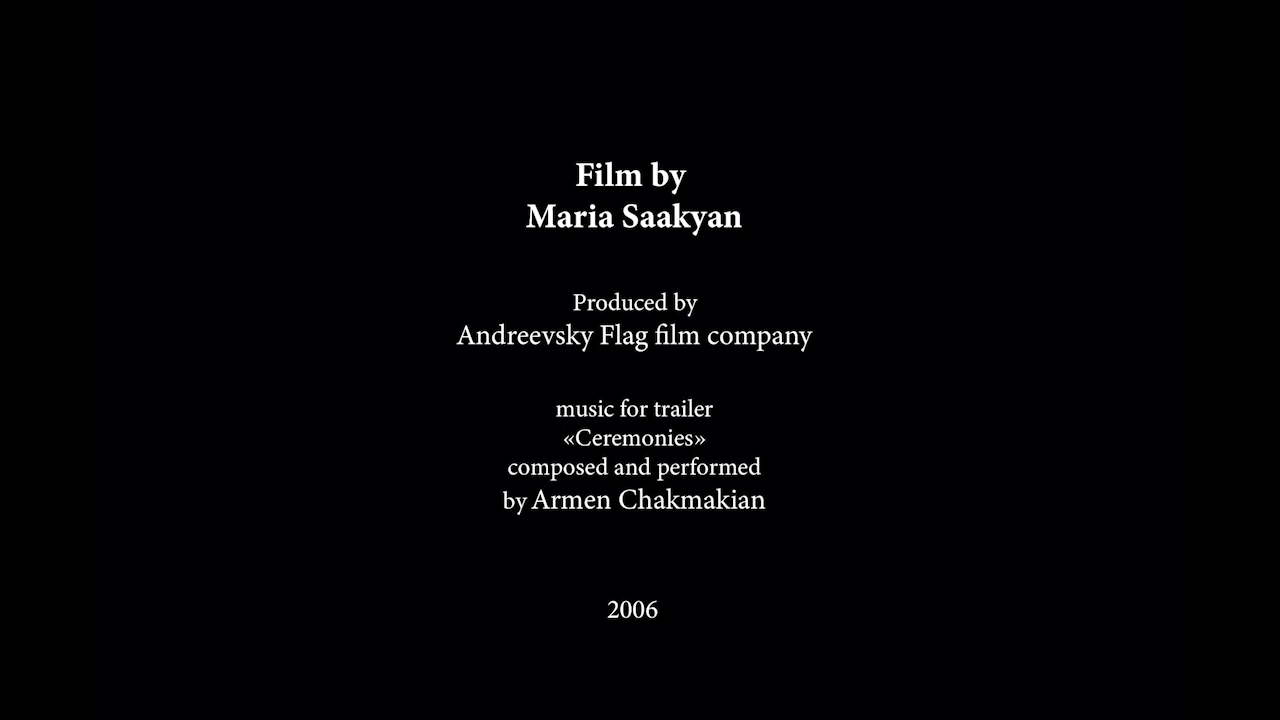 Film by
Maria Saakyan
Produced by
Andreevsky Flag film company
music for trailer
«Ceremonies»
composed and performed
by Armen Chakmakian
2006